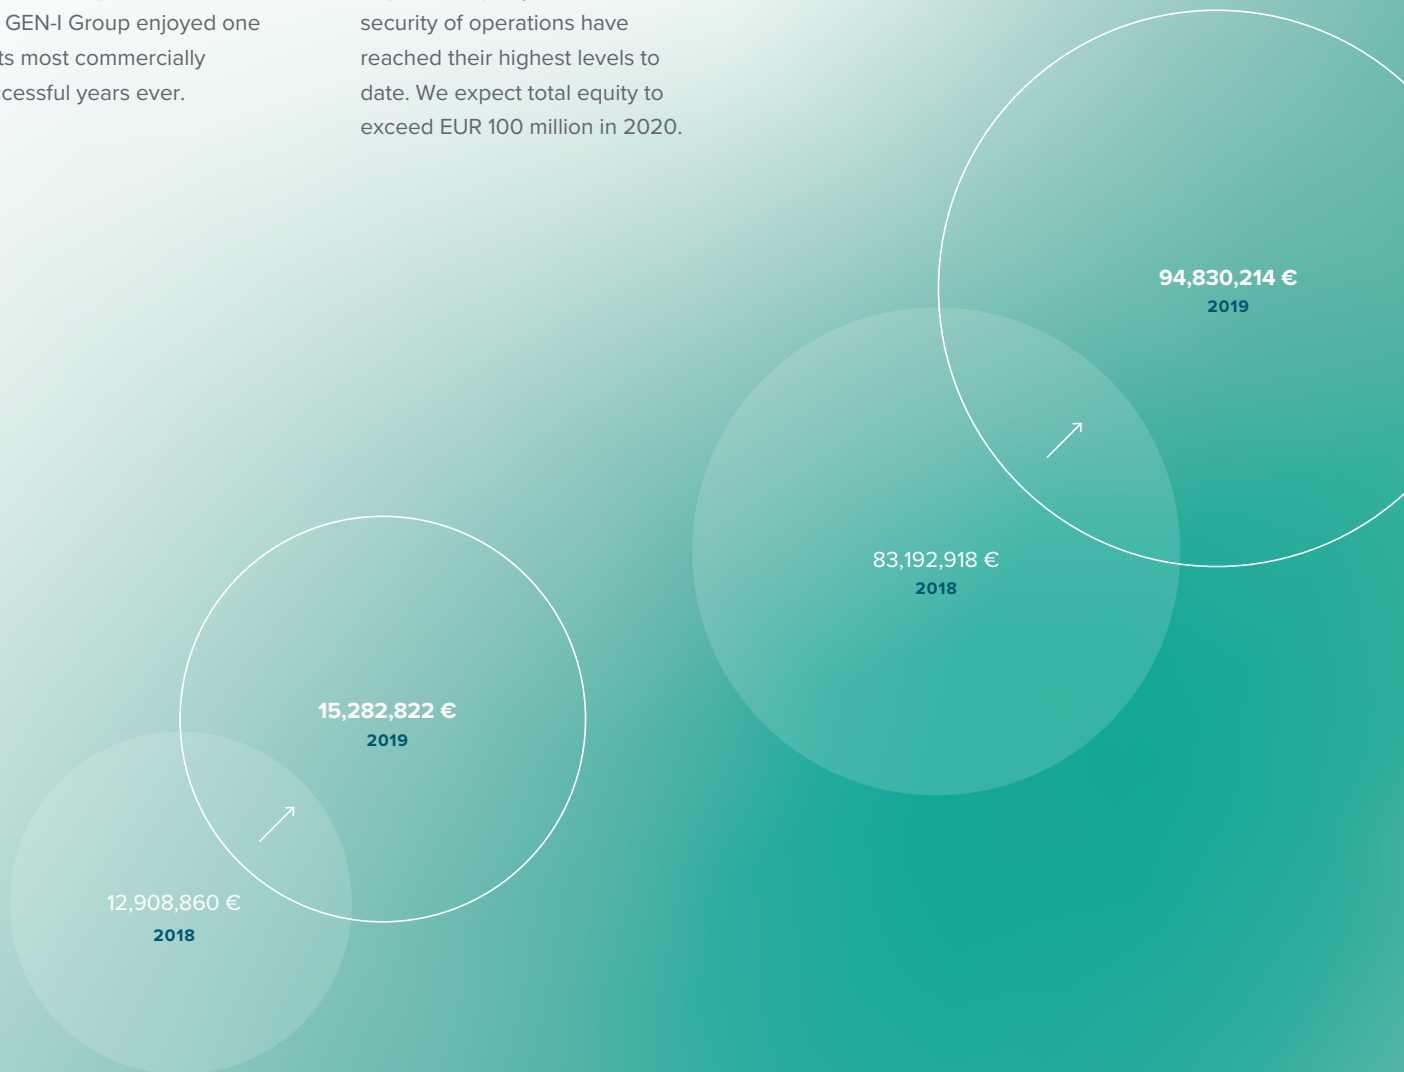 GEN-I Group enjoyed one
most commercially
years ever.
security of operations have
reached their highest levels to
date. We expect total equity to
exceed EUR 100 million in 2020.
94,830,214 €
2019
83,192,918 €
2018
15,282,822 €
2019
12,908,860 €
2018